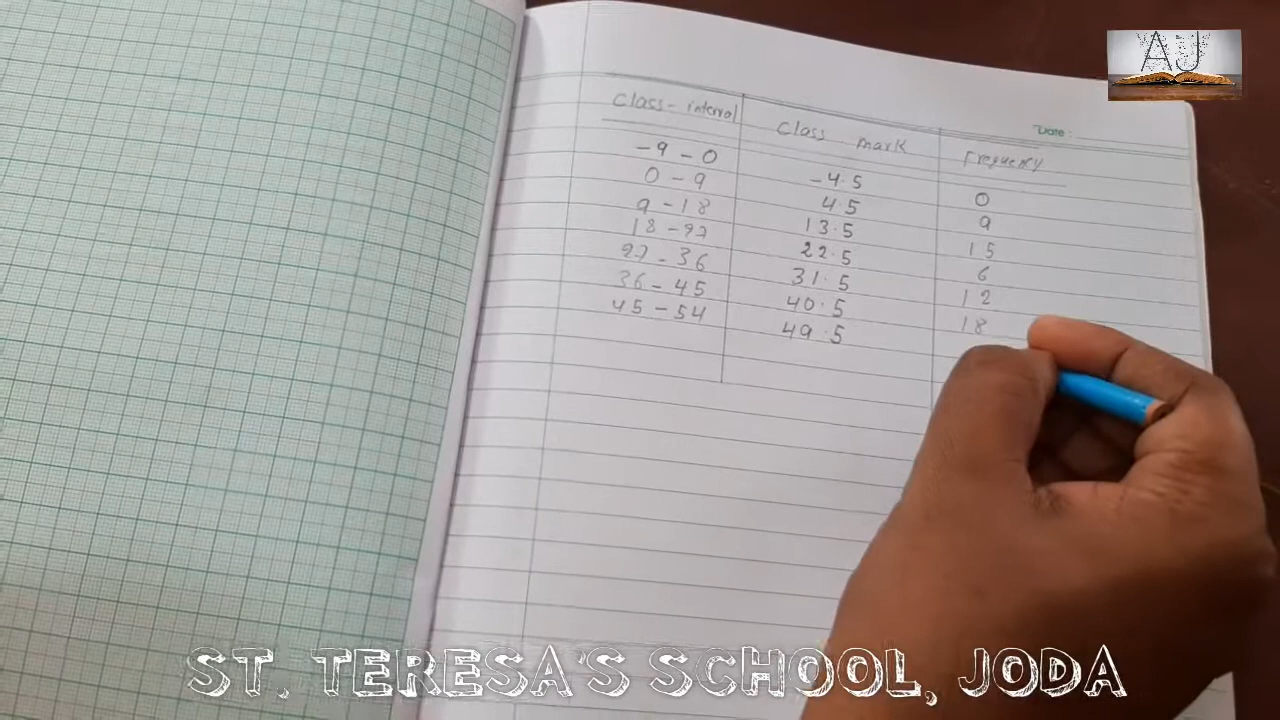 AJ
Date :
Class - interval Class mark Frequency
-9 - 0 -4.5 0
0 - 9 4.5 9
9 - 18 13.5 15
18 - 27 22.5 6
27 - 36 31.5 12
36 - 45 40.5 18
45 - 54 49.5
ST. TERESA'S SCHOOL, JODA